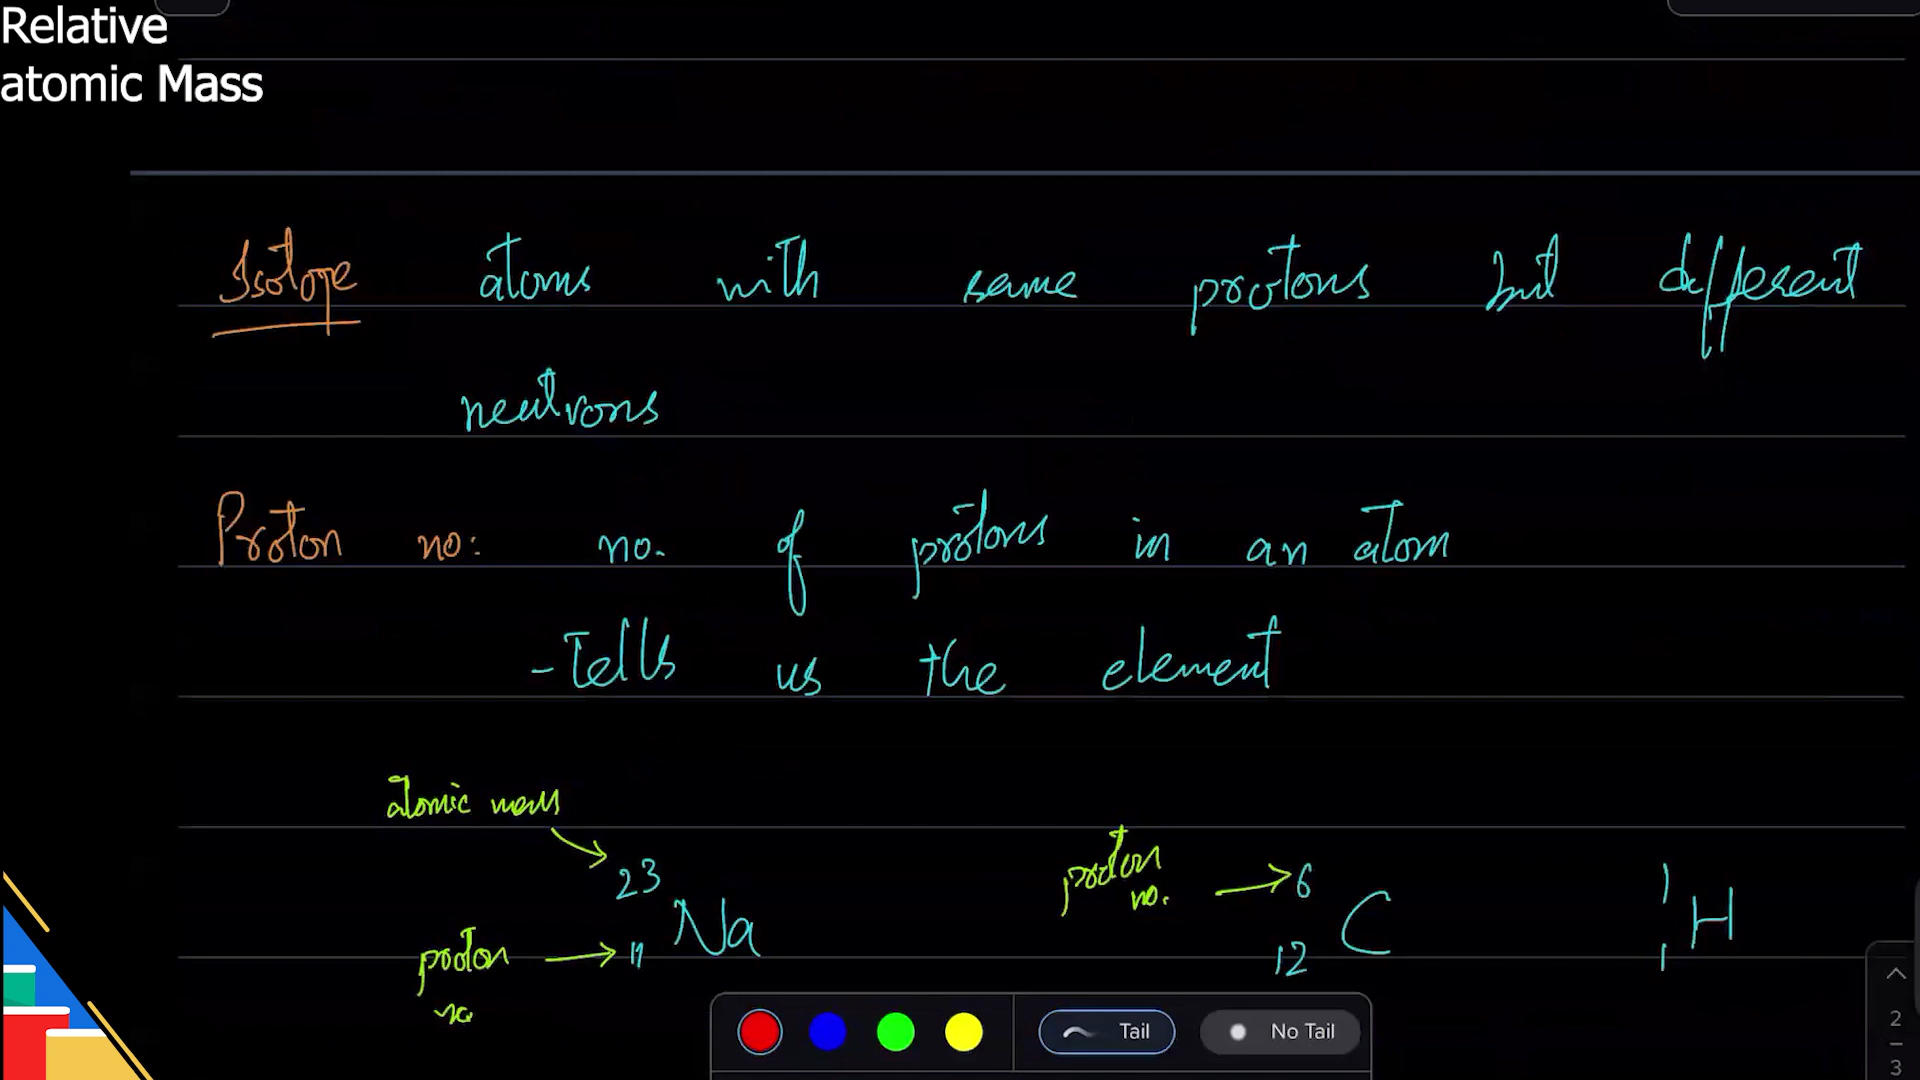 Relative
atomic Mass
Isotope atoms with same protons but different
neutrons
Proton no: no. of protons in an atom
- Tells us the element
atomic mass
23
Na
proton
no
11
proton
no.
6
C
12
1
H
1
Tail
No Tail
2
3